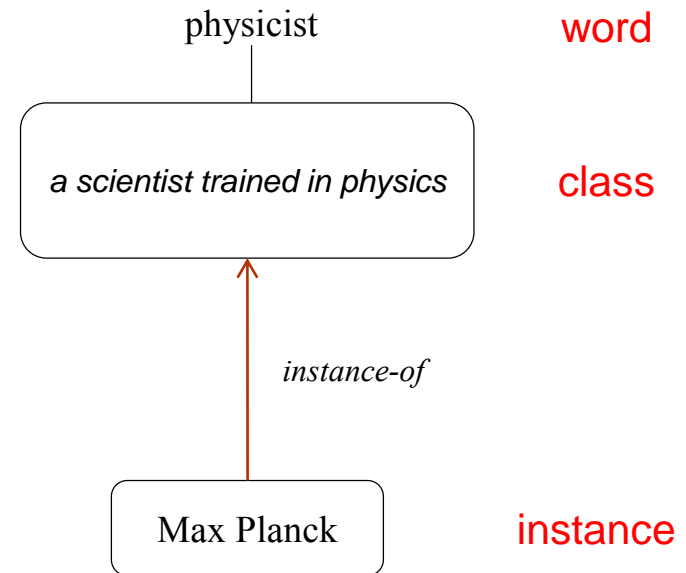 physicist
word
a scientist trained in physics
class
instance-of
Max Planck
instance